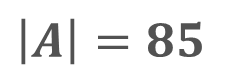 |A| = 85